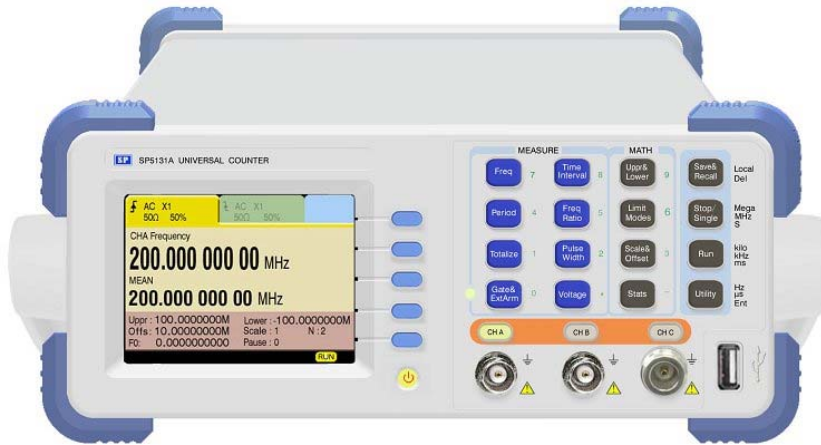 SP SP5131A UNIVERSAL COUNTER
AC X1
50Ω 50%
AC X1
50Ω 50%
CHA Frequency
200.000 000 00 MHz
MEAN
200.000 000 00 MHz
Uppr : 100.0000000M Lower :-100.0000000M
Offs : 10.00000000M Scale : 1 N : 2
F0: 0.0000000000 Pause : 0
RUN
MEASURE MATH
Freq 7 Time Interval 8 Uppr& Lower 9 Save& Recall Local Del
Period 4 Freq Ratio 5 Limit Modes 6 Stop/ Single Mega MHz S
Totalize 1 Pulse Width 2 Scale& Offset 3 Run kilo kHz ms
Gate& ExtArm 0 Voltage • Stats - Utility Hz µs Ent
CH A CH B CH C